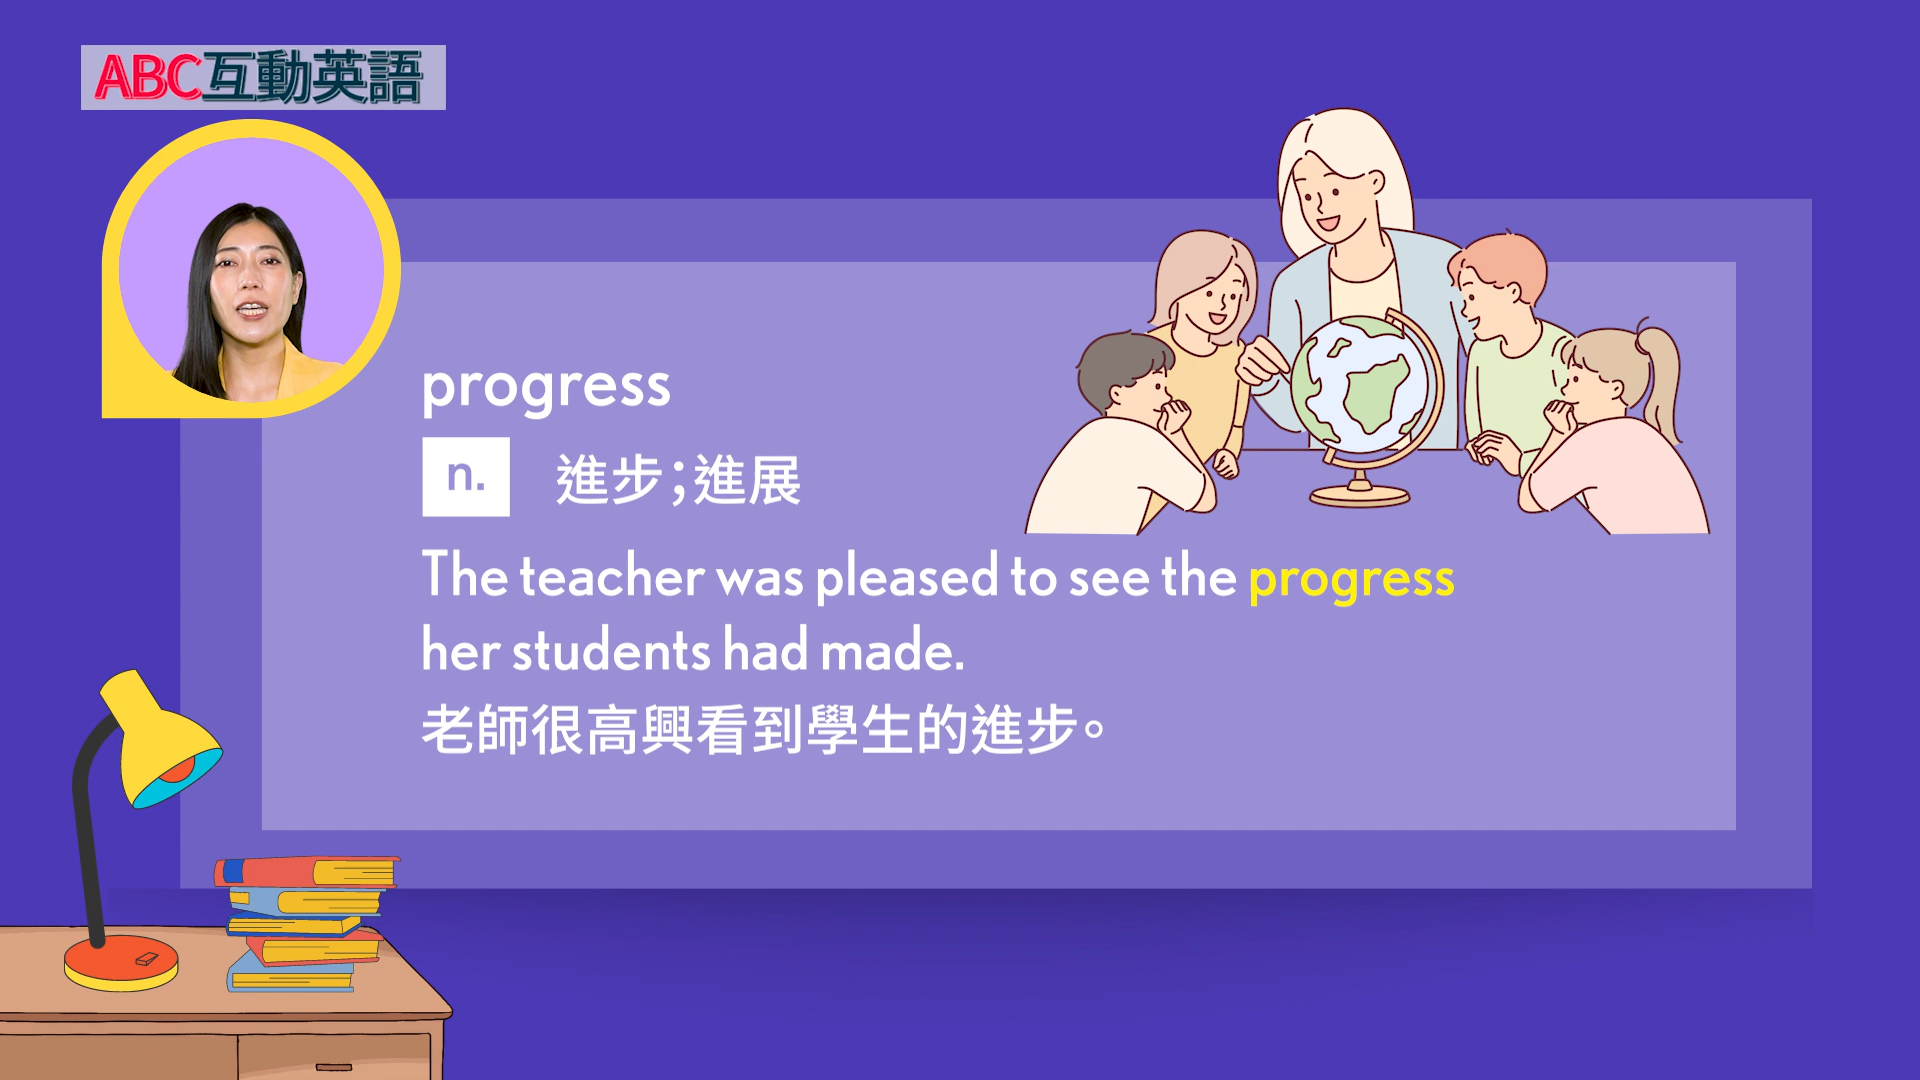 ABC互動英語
progress
n. 進步；進展
The teacher was pleased to see the progress
her students had made.
老師很高興看到學生的進步。